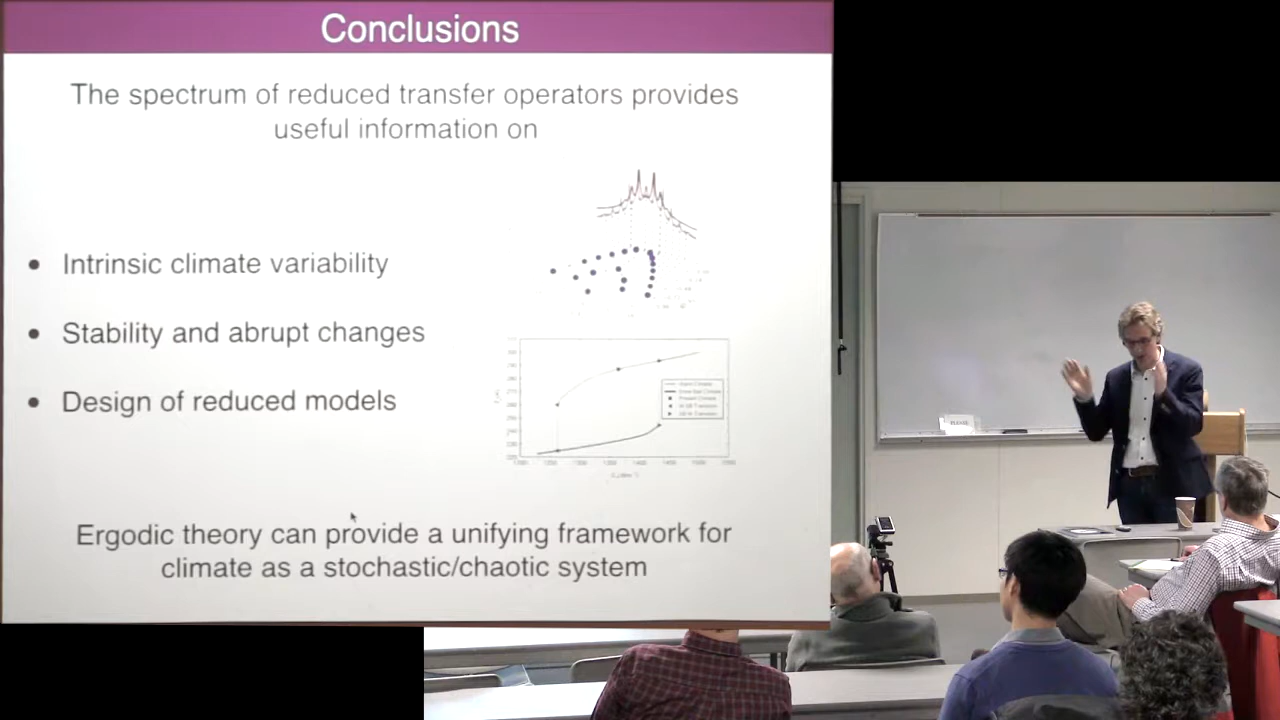 Conclusions
The spectrum of reduced transfer operators provides
useful information on
• Intrinsic climate variability
• Stability and abrupt changes
• Design of reduced models
Ergodic theory can provide a unifying framework for
climate as a stochastic/chaotic system